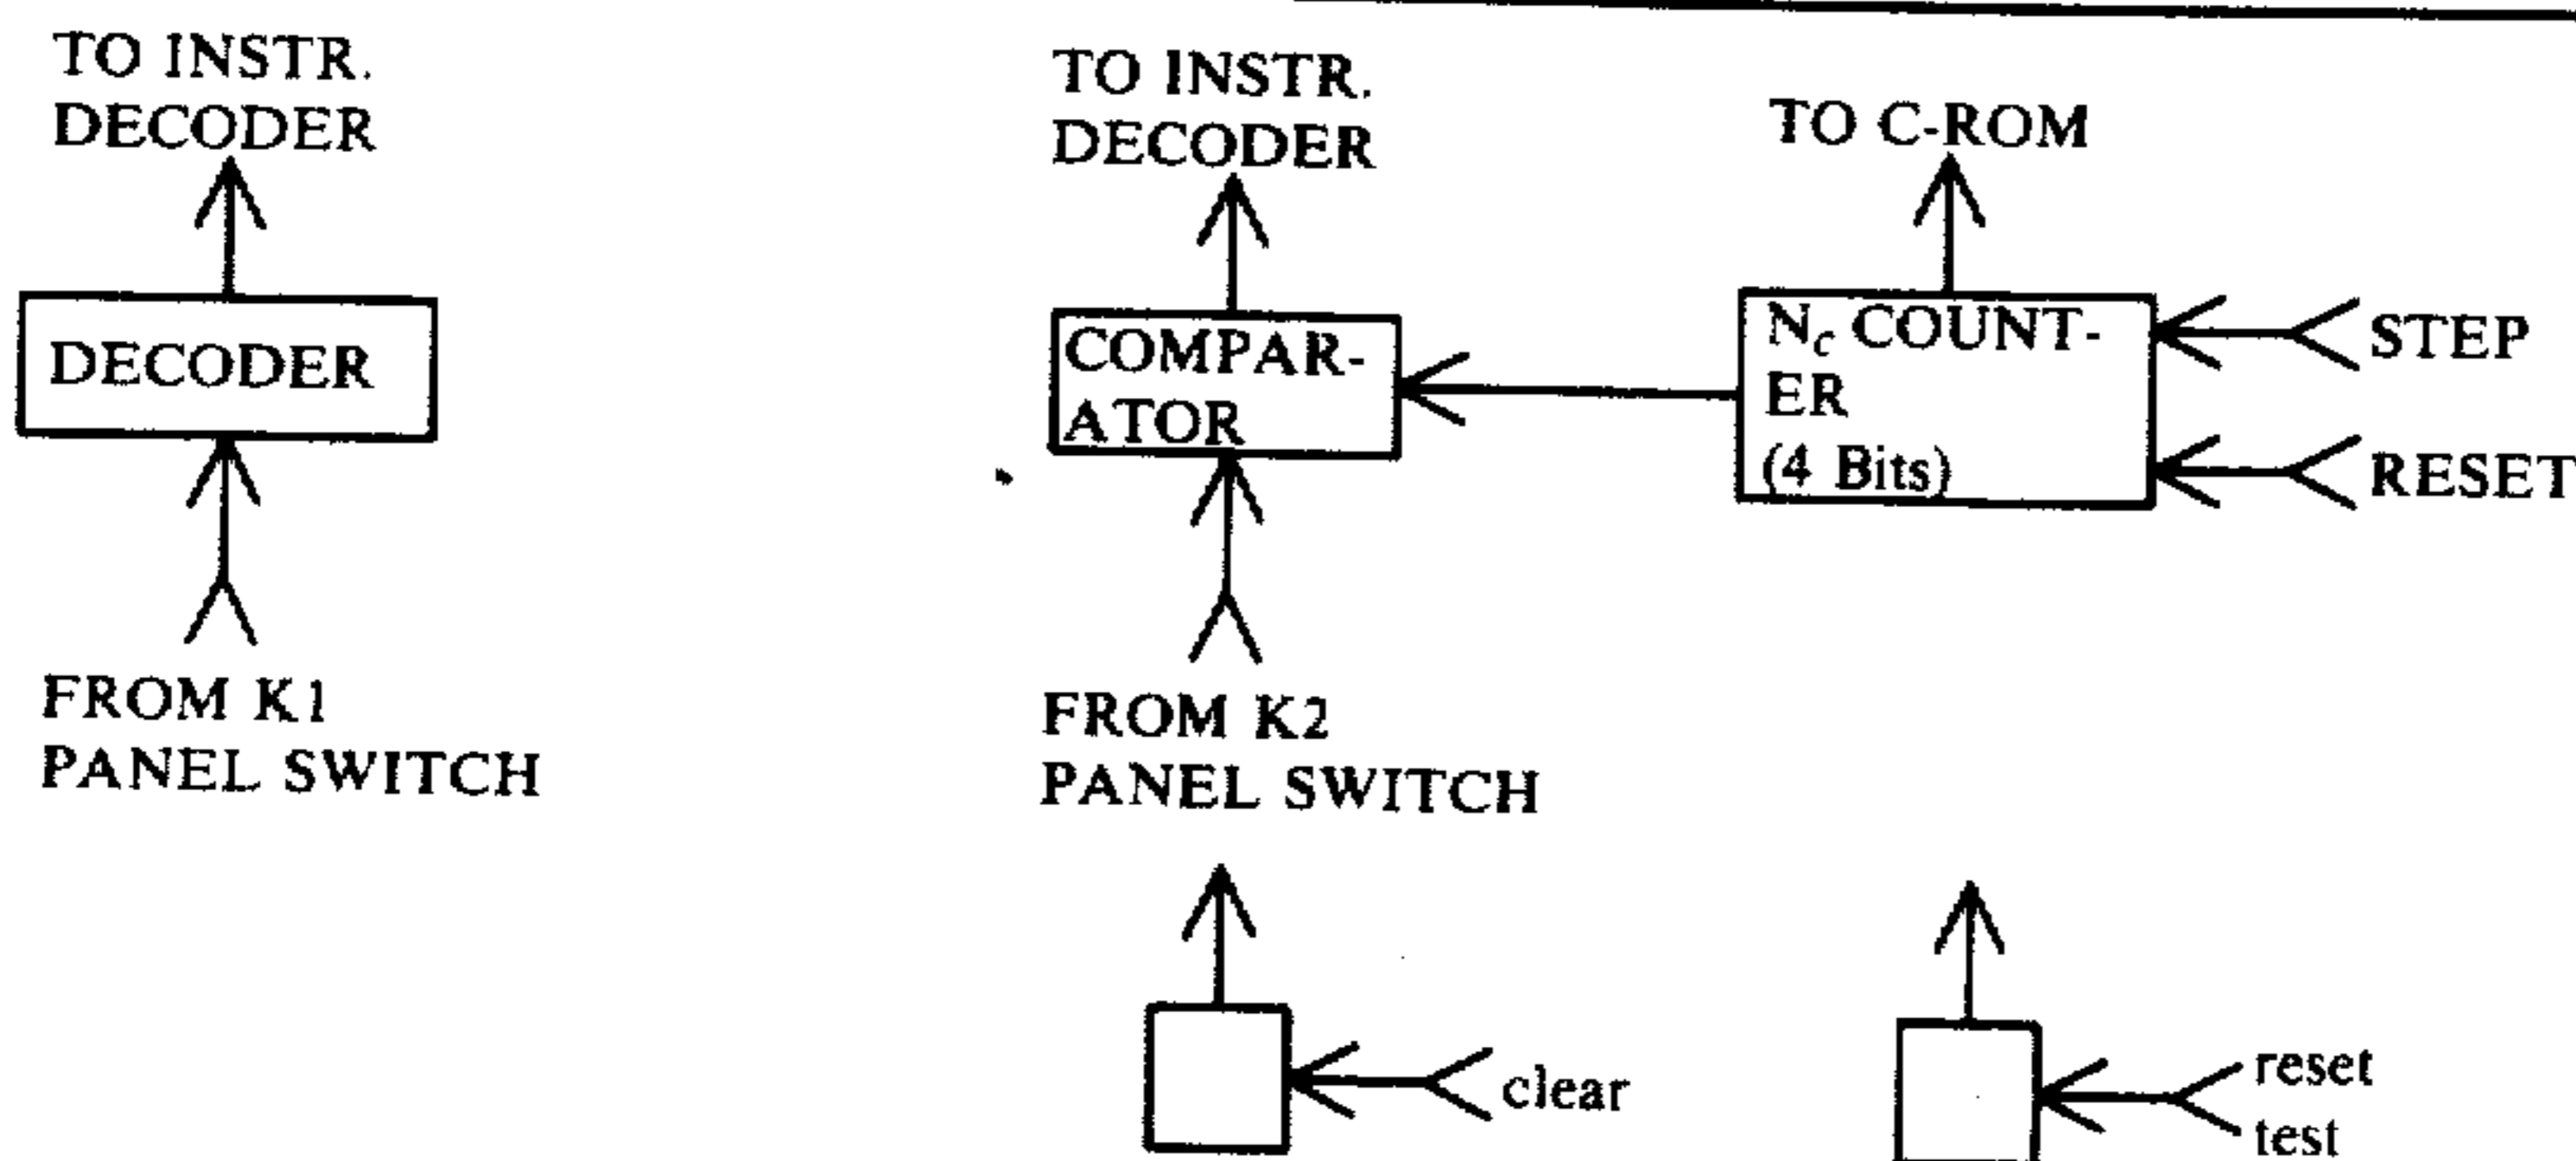 TO INSTR.
DECODER
DECODER
FROM K1
PANEL SWITCH
TO INSTR.
DECODER
COMPAR-
ATOR
FROM K2
PANEL SWITCH
TO C-ROM
Nc COUNT-
ER
(4 Bits)
STEP
RESET
clear
reset
test